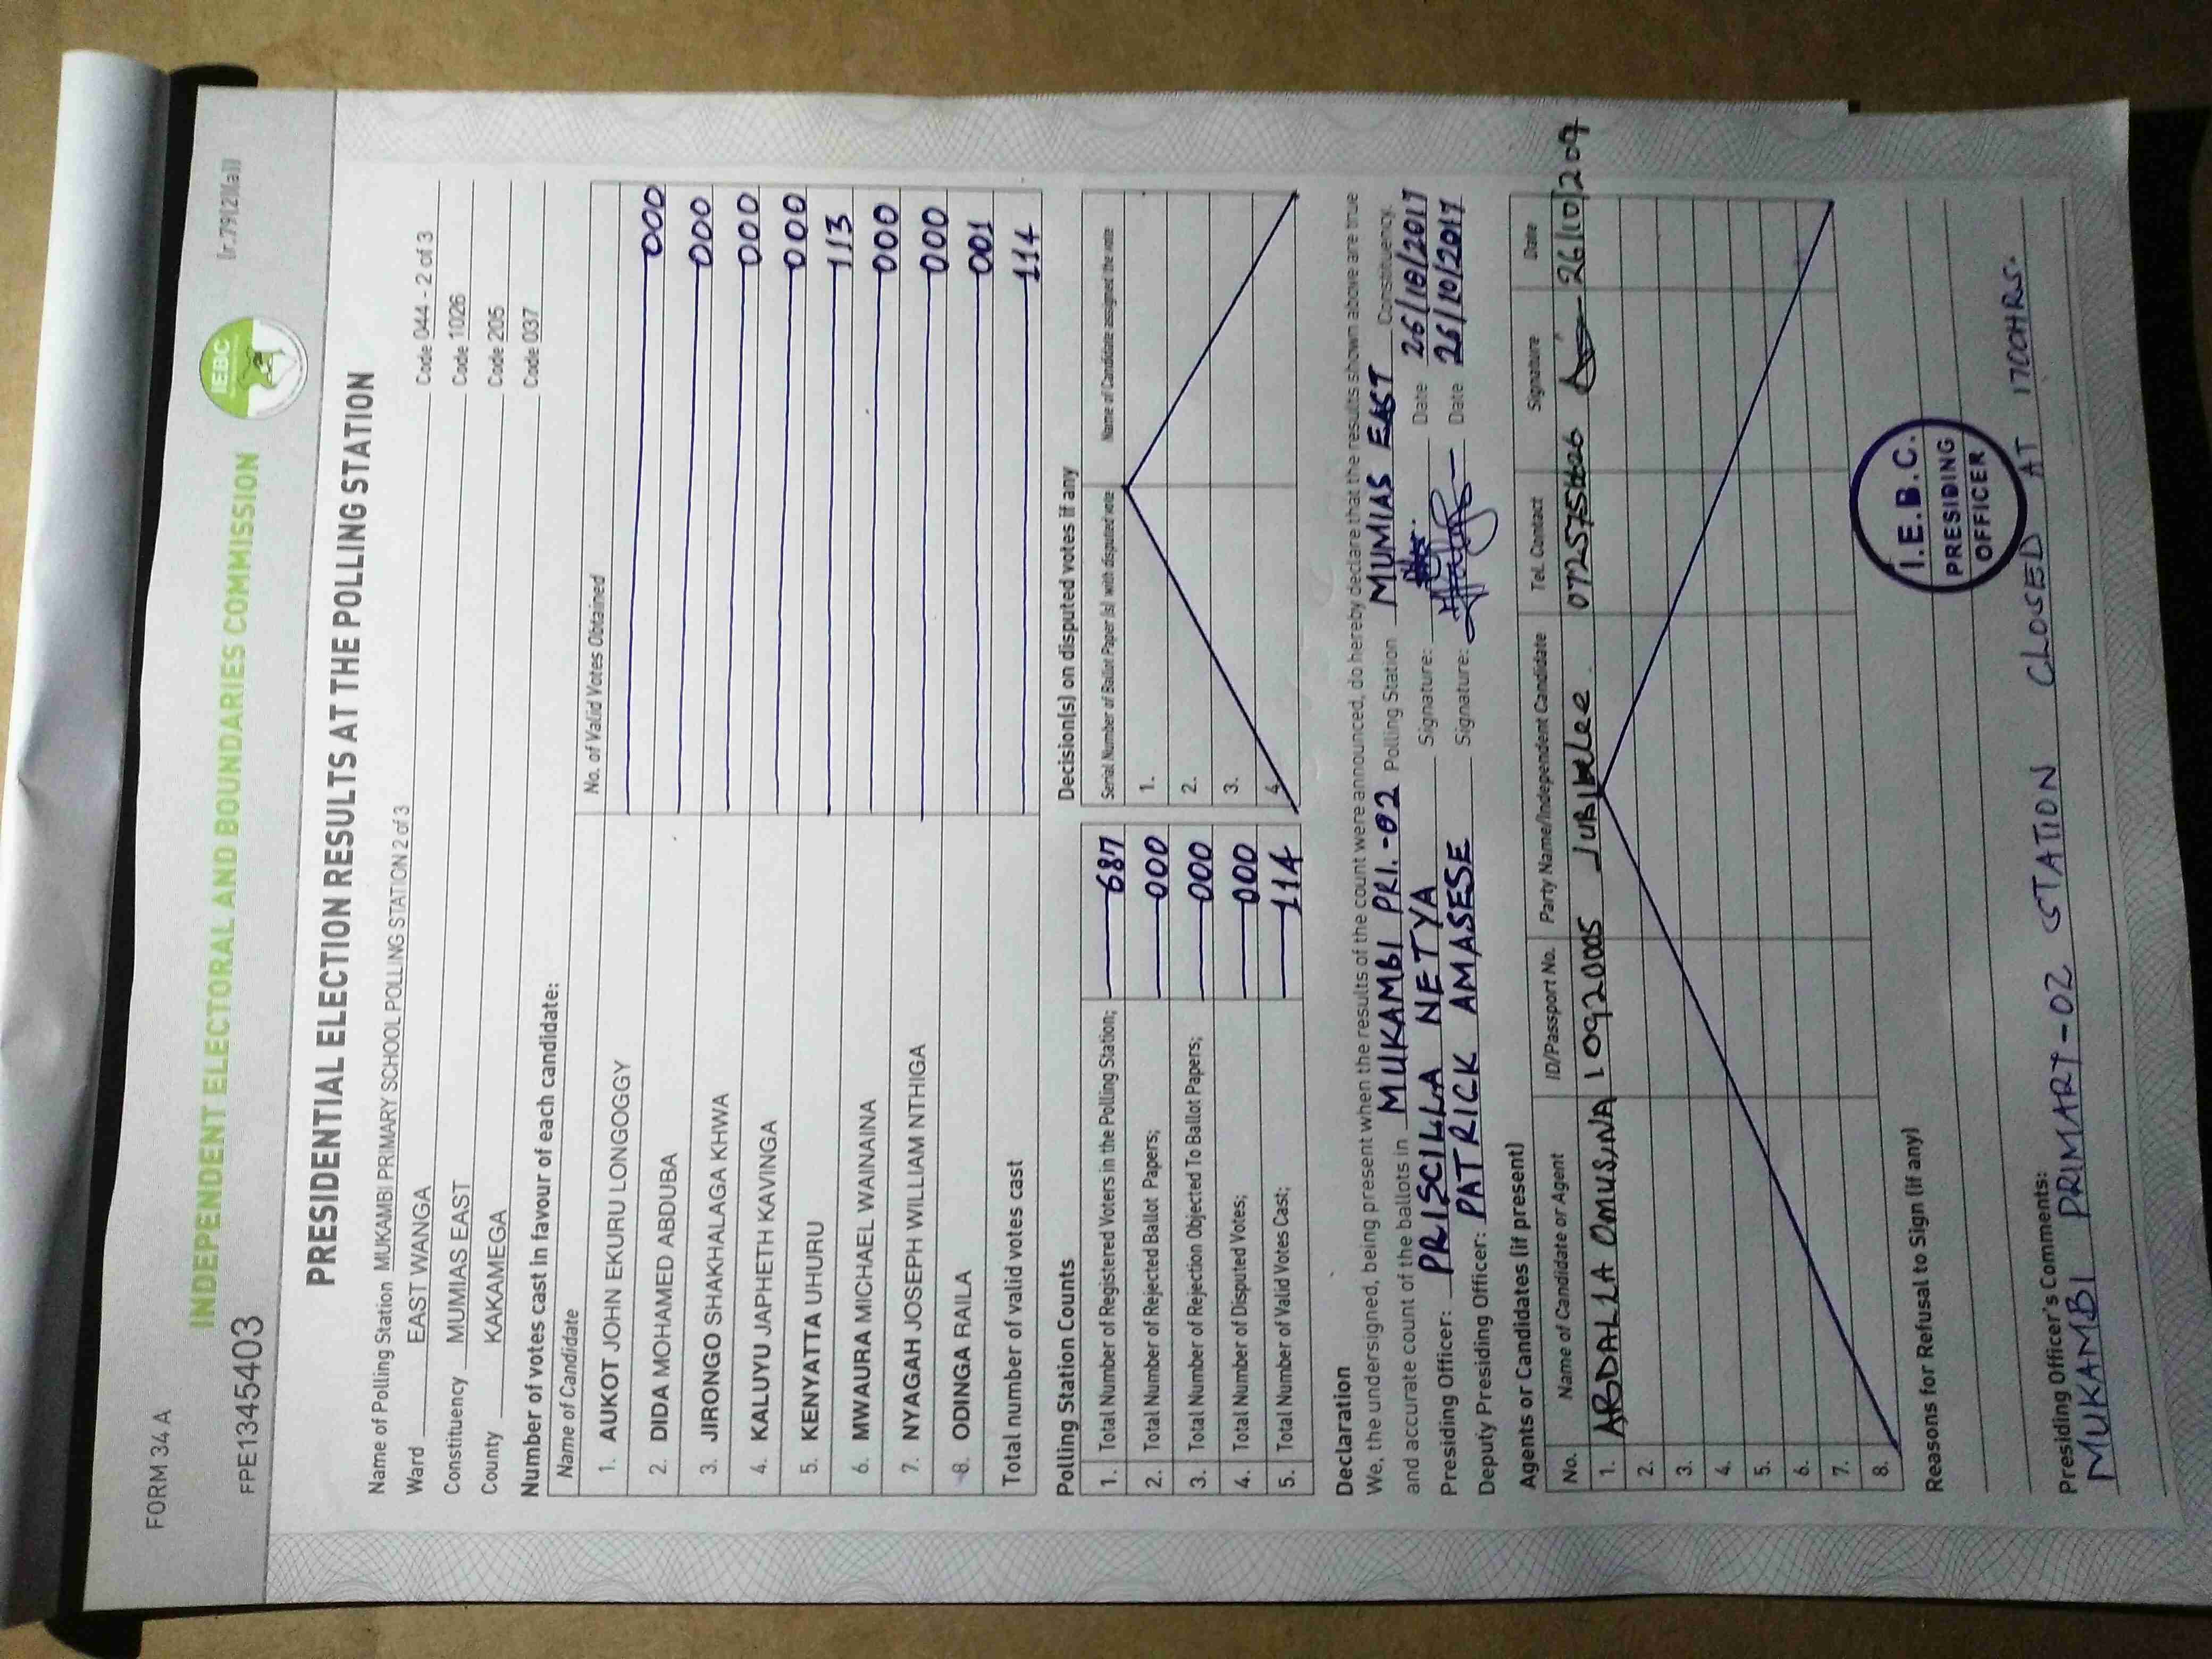 FORM 34A
(r.79)(2)(a))
INDEPENDENT ELECTORAL AND BOUNDARIES COMMISSION
IEBC
FPE1345403
PRESIDENTIAL ELECTION RESULTS AT THE POLLING STATION
Name of Polling Station MUKAMBI PRIMARY SCHOOL POLLING STATION 2 of 3 Code 044 - 2 of 3
Ward EAST WANGA Code 1026
Constituency MUMIAS EAST Code 205
County KAKAMEGA Code 037
Number of votes cast in favour of each candidate:
Name of Candidate No. of Valid Votes Obtained
1. AUKOT JOHN EKURU LONGOGGY 000
2. DIDA MOHAMED ABDUBA 000
3. JIRONGO SHAKHALAGA KHWA 000
4. KALUYU JAPHETH KAVINGA 000
5. KENYATTA UHURU 113
6. MWAURA MICHAEL WAINAINA 000
7. NYAGAH JOSEPH WILLIAM NTHIGA 000
8. ODINGA RAILA 001
Total number of valid votes cast 114
Polling Station Counts
1. Total Number of Registered Voters in the Polling Station; 687
2. Total Number of Rejected Ballot Papers; 000
3. Total Number of Rejection Objected To Ballot Papers; 000
4. Total Number of Disputed Votes; 000
5. Total Number of Valid Votes Cast; 114
Decision(s) on disputed votes if any
Serial Number of Ballot Paper (s) with disputed vote Name of Candidate assigned the vote
1.
2.
3.
4.
Declaration
We, the undersigned, being present when the results of the count were announced, do hereby declare that the results shown above are true
and accurate count of the ballots in MUKAMBI PRI.-02 Polling Station MUMIAS EAST Constituency.
Presiding Officer: PRISCILLA NETYA Signature: Date 26/10/2017
Deputy Presiding Officer: PATRICK AMASESE Signature: Date 26/10/2017
Agents or Candidates (if present)
No. Name of Candidate or Agent ID/Passport No. Party Name/Independent Candidate Tel. Contact Signature Date
1. ABDALLA OMUSINA 1092005 JUBILEE 26/10/
2.
3.
4.
5.
6.
7.
8.
I.E.B.C.
PRESIDING
OFFICER
Reasons for Refusal to Sign (if any)
Presiding Officer's Comments:
MUKAMBI PRIMARY-02 STATION CLOSED AT 1700HRS.